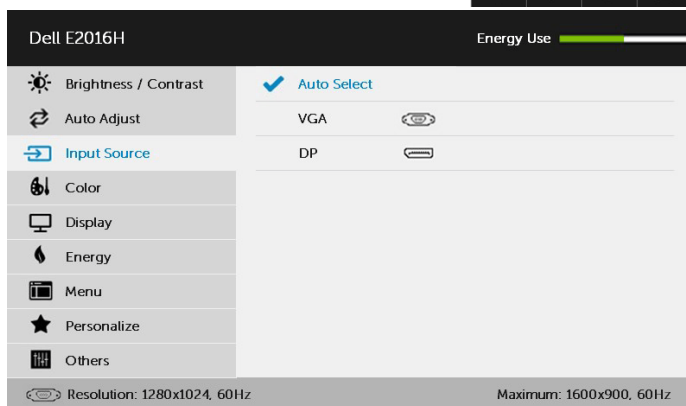 Dell E2016H
Energy Use
Brightness / Contrast
Auto Adjust
Input Source
Color
Display
Energy
Menu
Personalize
Others
Auto Select
VGA
DP
Resolution: 1280x1024, 60Hz
Maximum: 1600x900, 60Hz